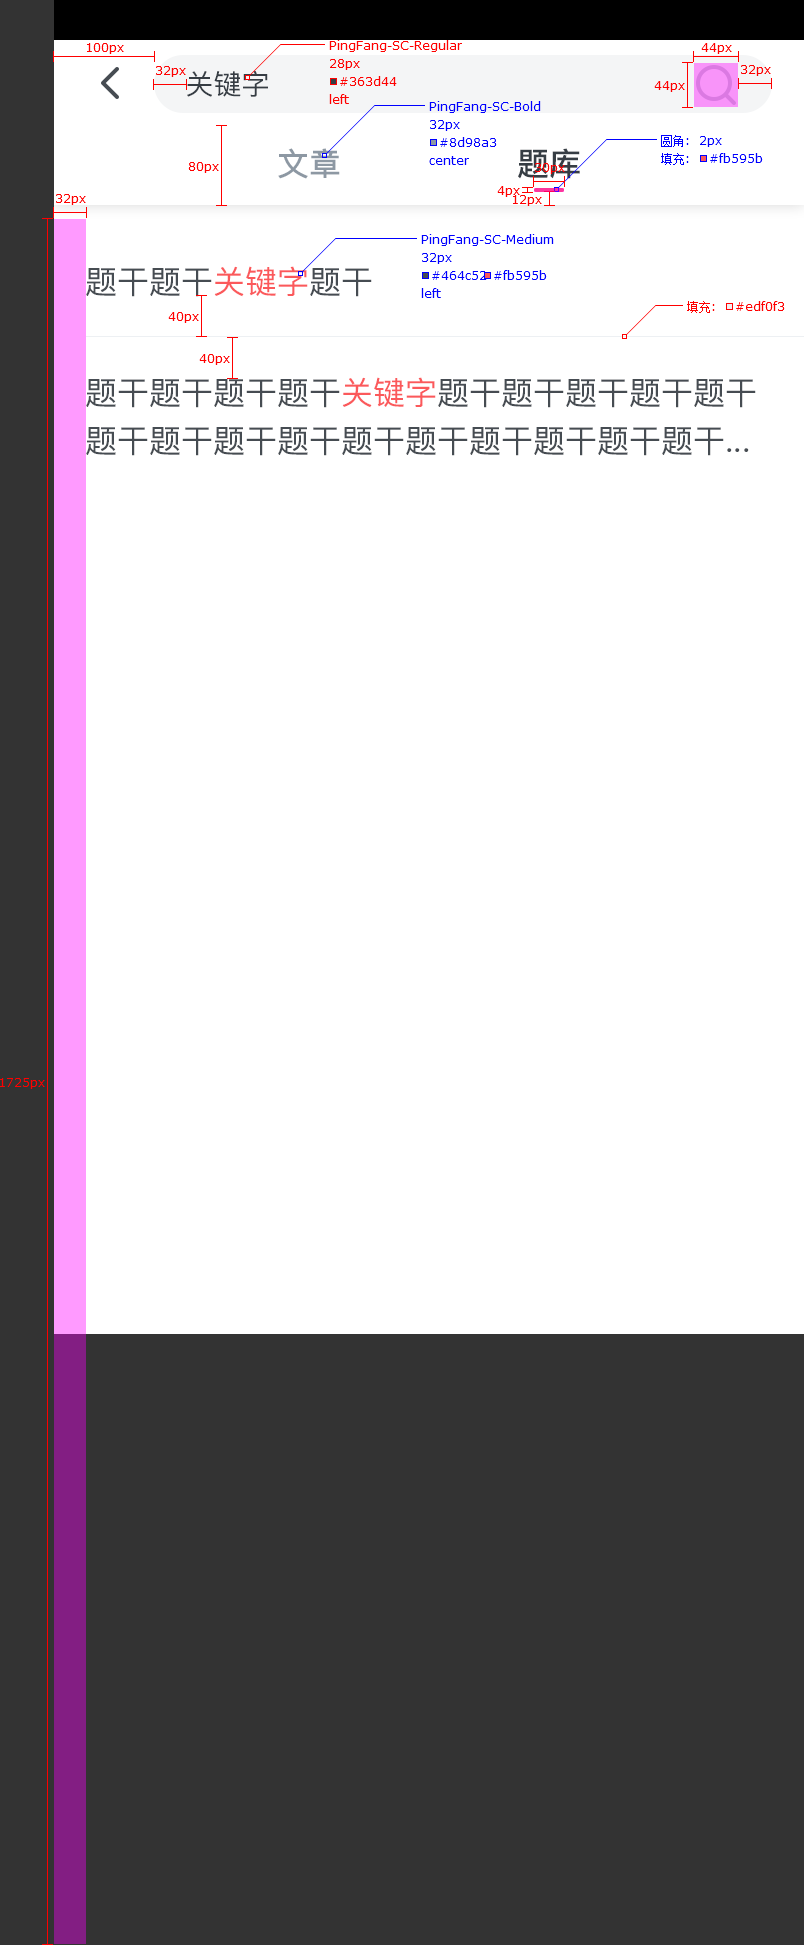 100px
32px
关键字
PingFang-SC-Regular
28px
#363d44
left
44px
44px
32px
PingFang-SC-Bold
32px
#8d98a3
center
80px
文章
题库
圆角： 2px
填充： #fb595b
4px
12px
32px
PingFang-SC-Medium
32px
#464c52 #fb595b
left
题干题干关键字题干
40px
填充： #edf0f3
40px
题干题干题干题干关键字题干题干题干题干题干
题干题干题干题干题干题干题干题干题干题干...
1725px